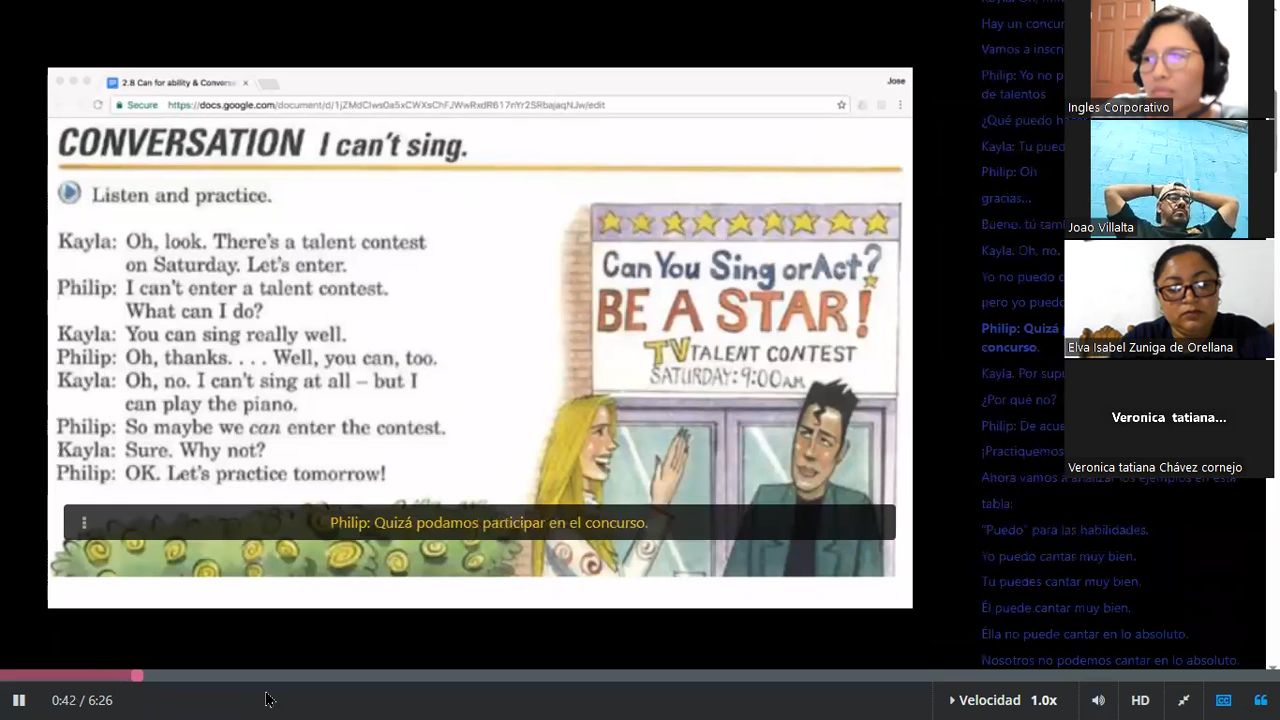 2.8 Can for ability & Convers
Jose
Secure https://docs.google.com/document/d/1jZMdClws0a5xCWXsChFJWwRxdR617nYr2SRbajaqNJw/edit
CONVERSATION I can't sing.
Listen and practice.
Kayla: Oh, look. There's a talent contest
on Saturday. Let's enter.
Philip: I can't enter a talent contest.
What can I do?
Kayla: You can sing really well.
Philip: Oh, thanks. . . . Well, you can, too.
Kayla: Oh, no. I can't sing at all – but I
can play the piano.
Philip: So maybe we can enter the contest.
Kayla: Sure. Why not?
Philip: OK. Let's practice tomorrow!
Can You Sing or Act?
BE A STAR!
TV TALENT CONTEST
SATURDAY: 9:00 AM
Philip: Quizá podamos participar en el concurso.
Hay un concur
Vamos a inscri
Philip: Yo no p
de talentos
¿Qué puedo ha
Kayla: Tu pued
Philip: Oh
gracias...
Bueno, tú tam
Kayla: Oh, no.
Yo no puedo c
pero yo puedo
Philip: Quizá
concurso.
Kayla. Por supu
¿Por qué no?
Philip: De acue
¡Practiquemos
Ahora vamos a analizar los ejemplos en esta
tabla:
"Puedo" para las habilidades.
Yo puedo cantar muy bien.
Tu puedes cantar muy bien.
Él puede cantar muy bien.
Élla no puede cantar en lo absoluto.
Nosotros no podemos cantar en lo absoluto.
Ingles Corporativo
Joao Villalta
Elva Isabel Zuniga de Orellana
Veronica tatiana...
Veronica tatiana Chávez cornejo
0:42 / 6:26
Velocidad 1.0x
HD
CC